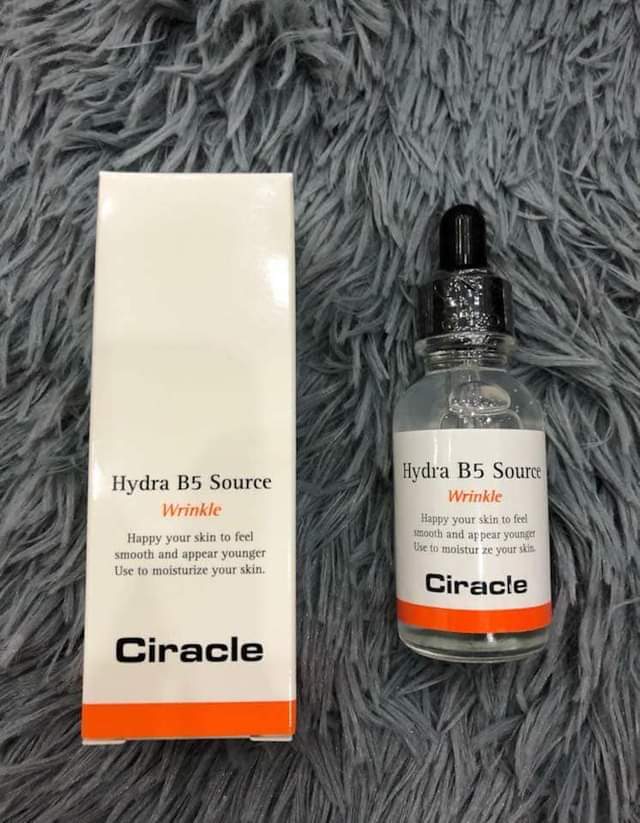 Hydra B5 Source
Wrinkle
Happy your skin to feel
smooth and appear younger
Use to moisturize your skin.
Ciracle
Hydra B5 Source
Wrinkle
Happy your skin to feel
smooth and appear younger
Use to moisturize your skin.
Ciracle